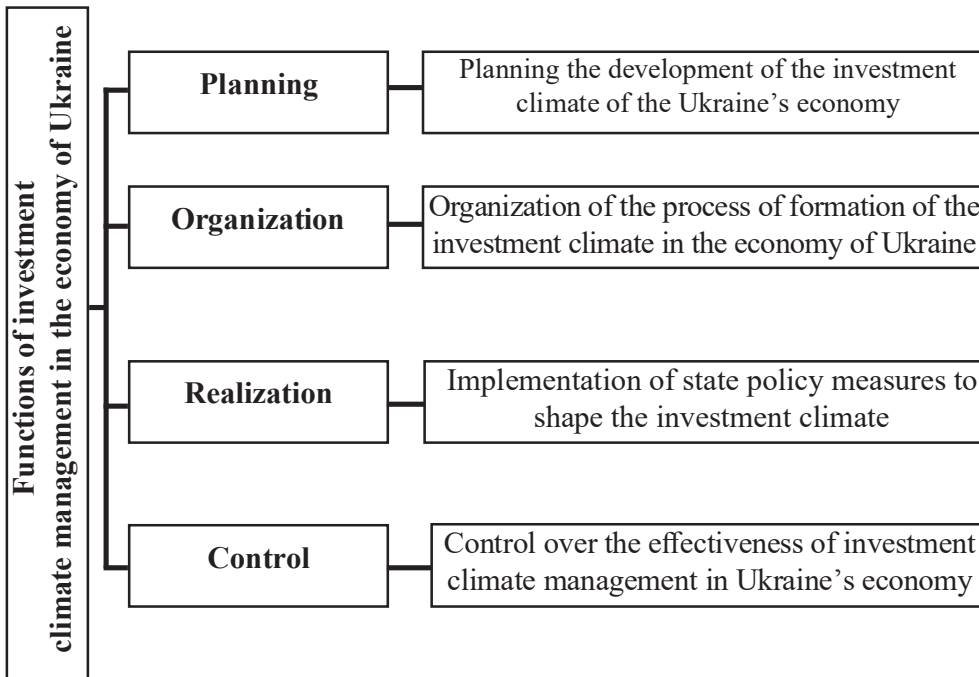 Functions of investment
climate management in the economy of Ukraine
Planning
Planning the development of the investment
climate of the Ukraine’s economy
Organization
Organization of the process of formation of the
investment climate in the economy of Ukraine
Realization
Implementation of state policy measures to
shape the investment climate
Control
Control over the effectiveness of investment
climate management in Ukraine’s economy